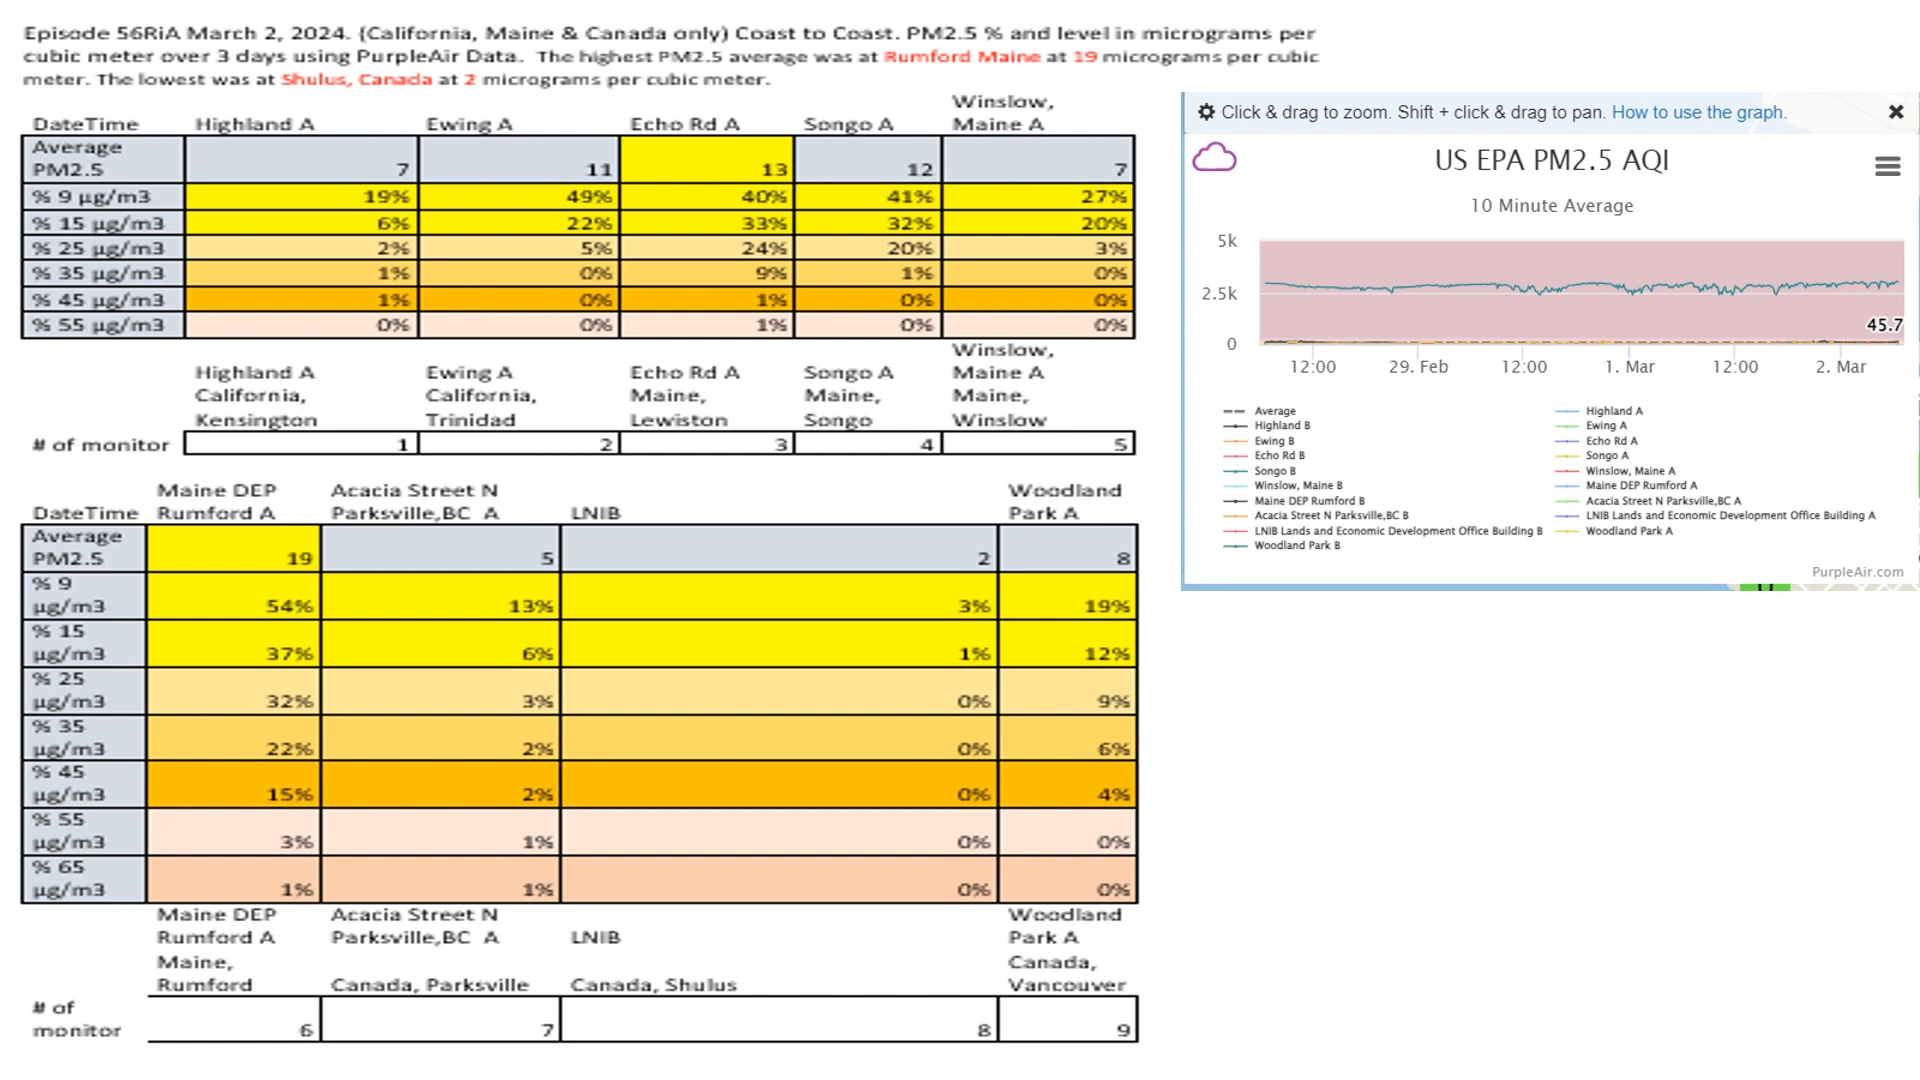 Episode 56RiA March 2, 2024. (California, Maine & Canada only) Coast to Coast. PM2.5 % and level in micrograms per
cubic meter over 3 days using PurpleAir Data. The highest PM2.5 average was at Rumford Maine at 19 micrograms per cubic
meter. The lowest was at Shulus, Canada at 2 micrograms per cubic meter.
DateTime Highland A Ewing A Echo Rd A Songo A Winslow, Maine A
Average PM2.5 7 11 13 12 7
% 9 µg/m3 19% 49% 40% 41% 27%
% 15 µg/m3 6% 22% 33% 32% 20%
% 25 µg/m3 2% 5% 24% 20% 3%
% 35 µg/m3 1% 0% 9% 1% 0%
% 45 µg/m3 1% 0% 1% 0% 0%
% 55 µg/m3 0% 0% 1% 0% 0%
Winslow,
Highland A Ewing A Echo Rd A Songo A Maine A
California, California, Maine, Maine, Maine,
Kensington Trinidad Lewiston Songo Winslow
# of monitor 1 2 3 4 5
Maine DEP Acacia Street N Woodland
DateTime Rumford A Parksville,BC A LNIB Park A
Average PM2.5 19 5 2 8
% 9 µg/m3 54% 13% 3% 19%
% 15 µg/m3 37% 6% 1% 12%
% 25 µg/m3 32% 3% 0% 9%
% 35 µg/m3 22% 2% 0% 6%
% 45 µg/m3 15% 2% 0% 4%
% 55 µg/m3 3% 1% 0% 0%
% 65 µg/m3 1% 1% 0% 0%
Maine DEP Acacia Street N Woodland
Rumford A Parksville,BC A LNIB Park A
Maine, Canada,
Rumford Canada, Parksville Canada, Shulus Vancouver
# of monitor 6 7 8 9
Click & drag to zoom. Shift + click & drag to pan. How to use the graph.
US EPA PM2.5 AQI
10 Minute Average
5k
2.5k
45.7
0
12:00 29. Feb 12:00 1. Mar 12:00 2. Mar
Average Highland A
Highland B Ewing A
Ewing B Echo Rd A
Echo Rd B Songo A
Songo B Winslow, Maine A
Winslow, Maine B Maine DEP Rumford A
Maine DEP Rumford B Acacia Street N Parksville,BC A
Acacia Street N Parksville,BC B LNIB Lands and Economic Development Office Building A
LNIB Lands and Economic Development Office Building B Woodland Park A
Woodland Park B
PurpleAir.com